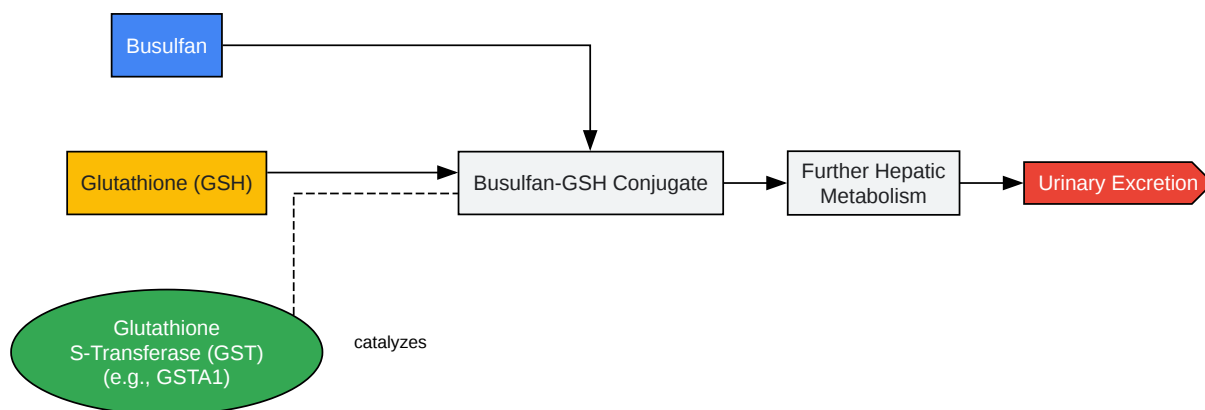 Busulfan
Glutathione (GSH)
Busulfan-GSH Conjugate
Further Hepatic
Metabolism
Urinary Excretion
Glutathione
S-Transferase (GST)
(e.g., GSTA1)
catalyzes